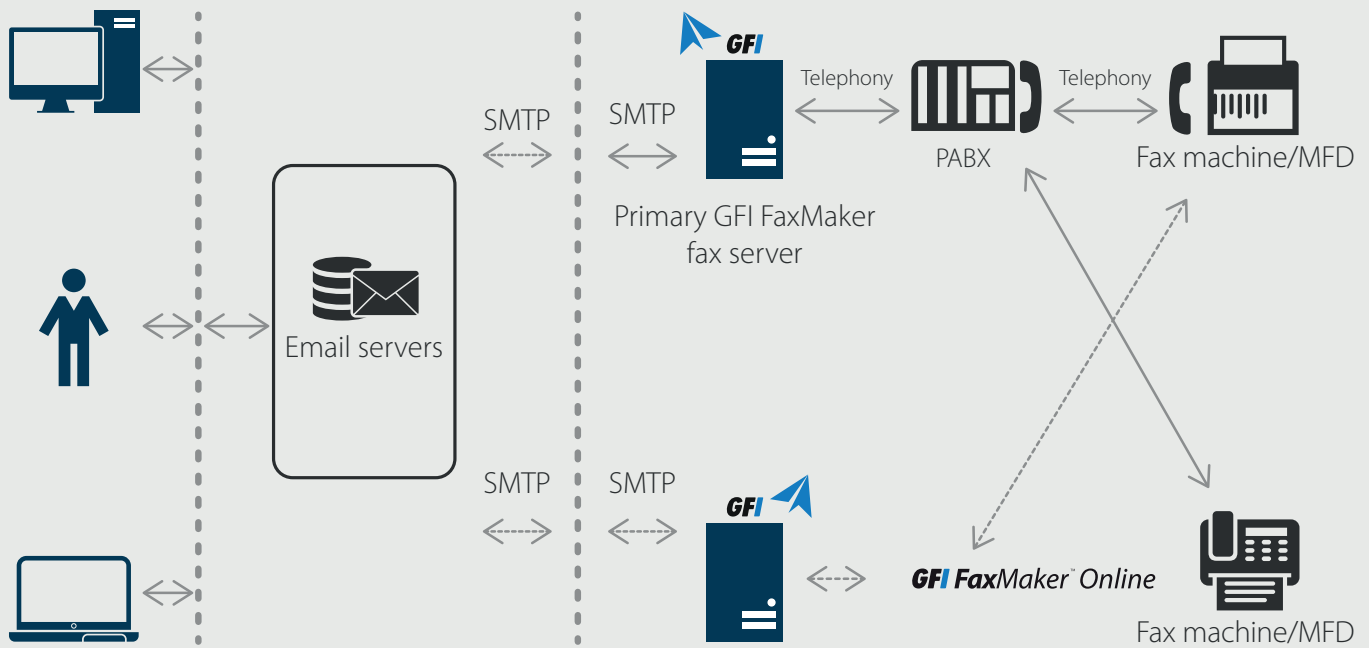 GFI
SMTP
SMTP
Telephony
Telephony
PABX
Fax machine/MFD
Primary GFI FaxMaker
fax server
Email servers
SMTP
SMTP
GFI
GFI FaxMaker™ Online
Fax machine/MFD